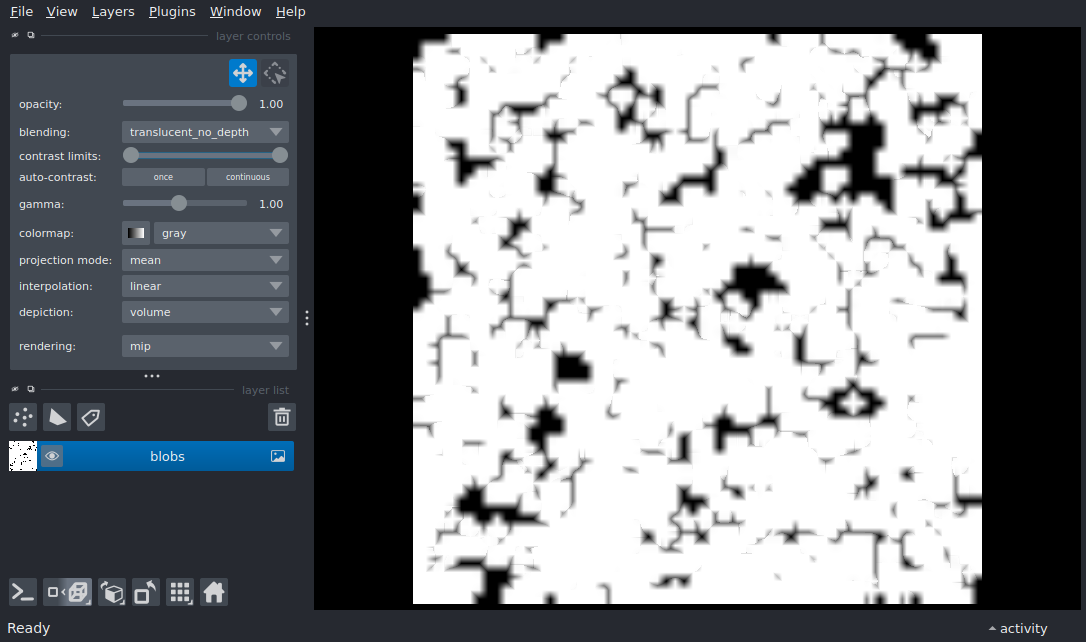 File View Layers Plugins Window Help
layer controls
opacity: 1.00
blending: translucent_no_depth
contrast limits:
auto-contrast: once continuous
gamma: 1.00
colormap: gray
projection mode: mean
interpolation: linear
depiction: volume
rendering: mip
layer list
blobs
Ready
activity